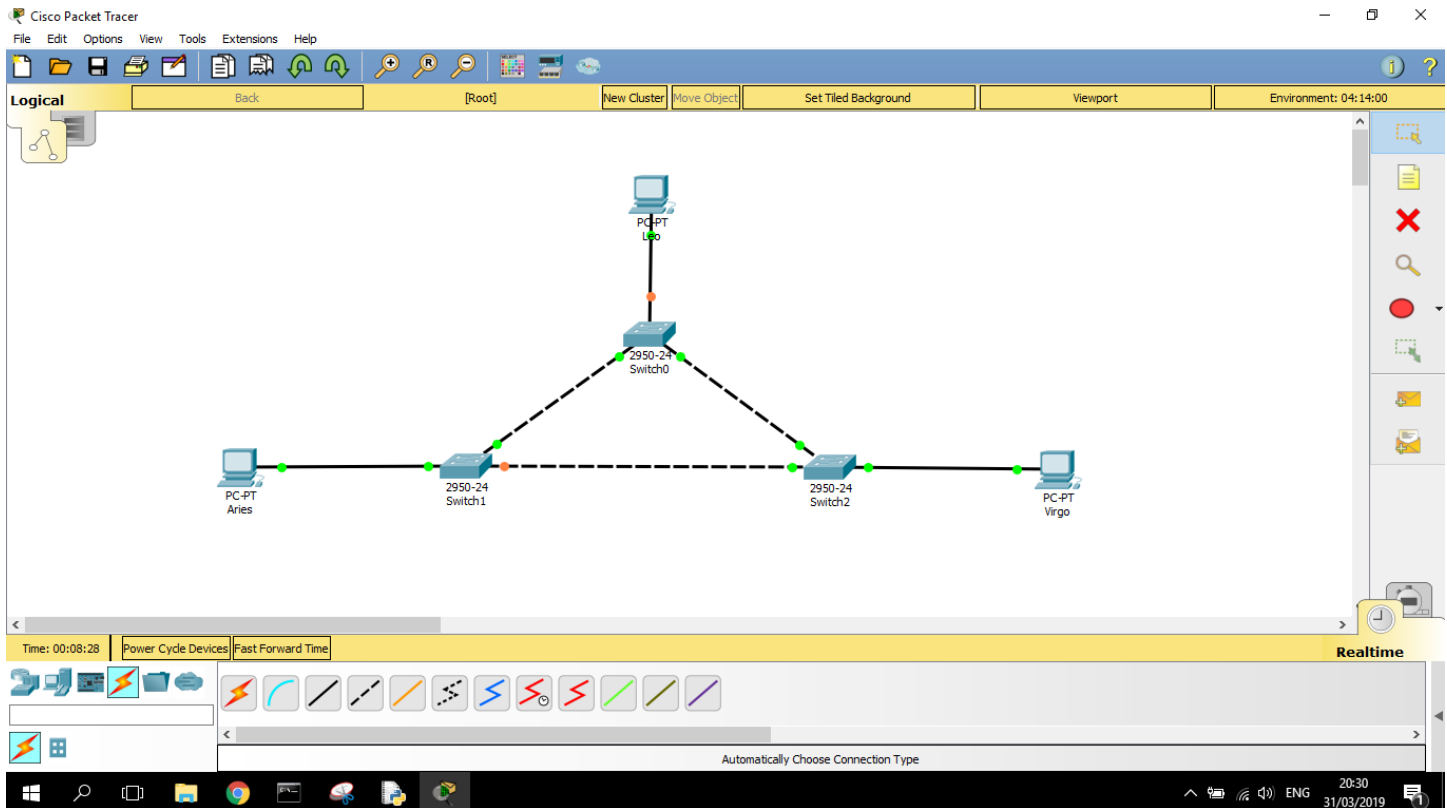 Cisco Packet Tracer
File Edit Options View Tools Extensions Help
Logical Back [Root] New Cluster Move Object Set Tiled Background Viewport Environment: 04:14:00
PC-PT
Leo
2950-24
Switch0
PC-PT
Aries
2950-24
Switch1
2950-24
Switch2
PC-PT
Virgo
Time: 00:08:28 Power Cycle Devices Fast Forward Time Realtime
Automatically Choose Connection Type
ENG
20:30
31/03/2019
1